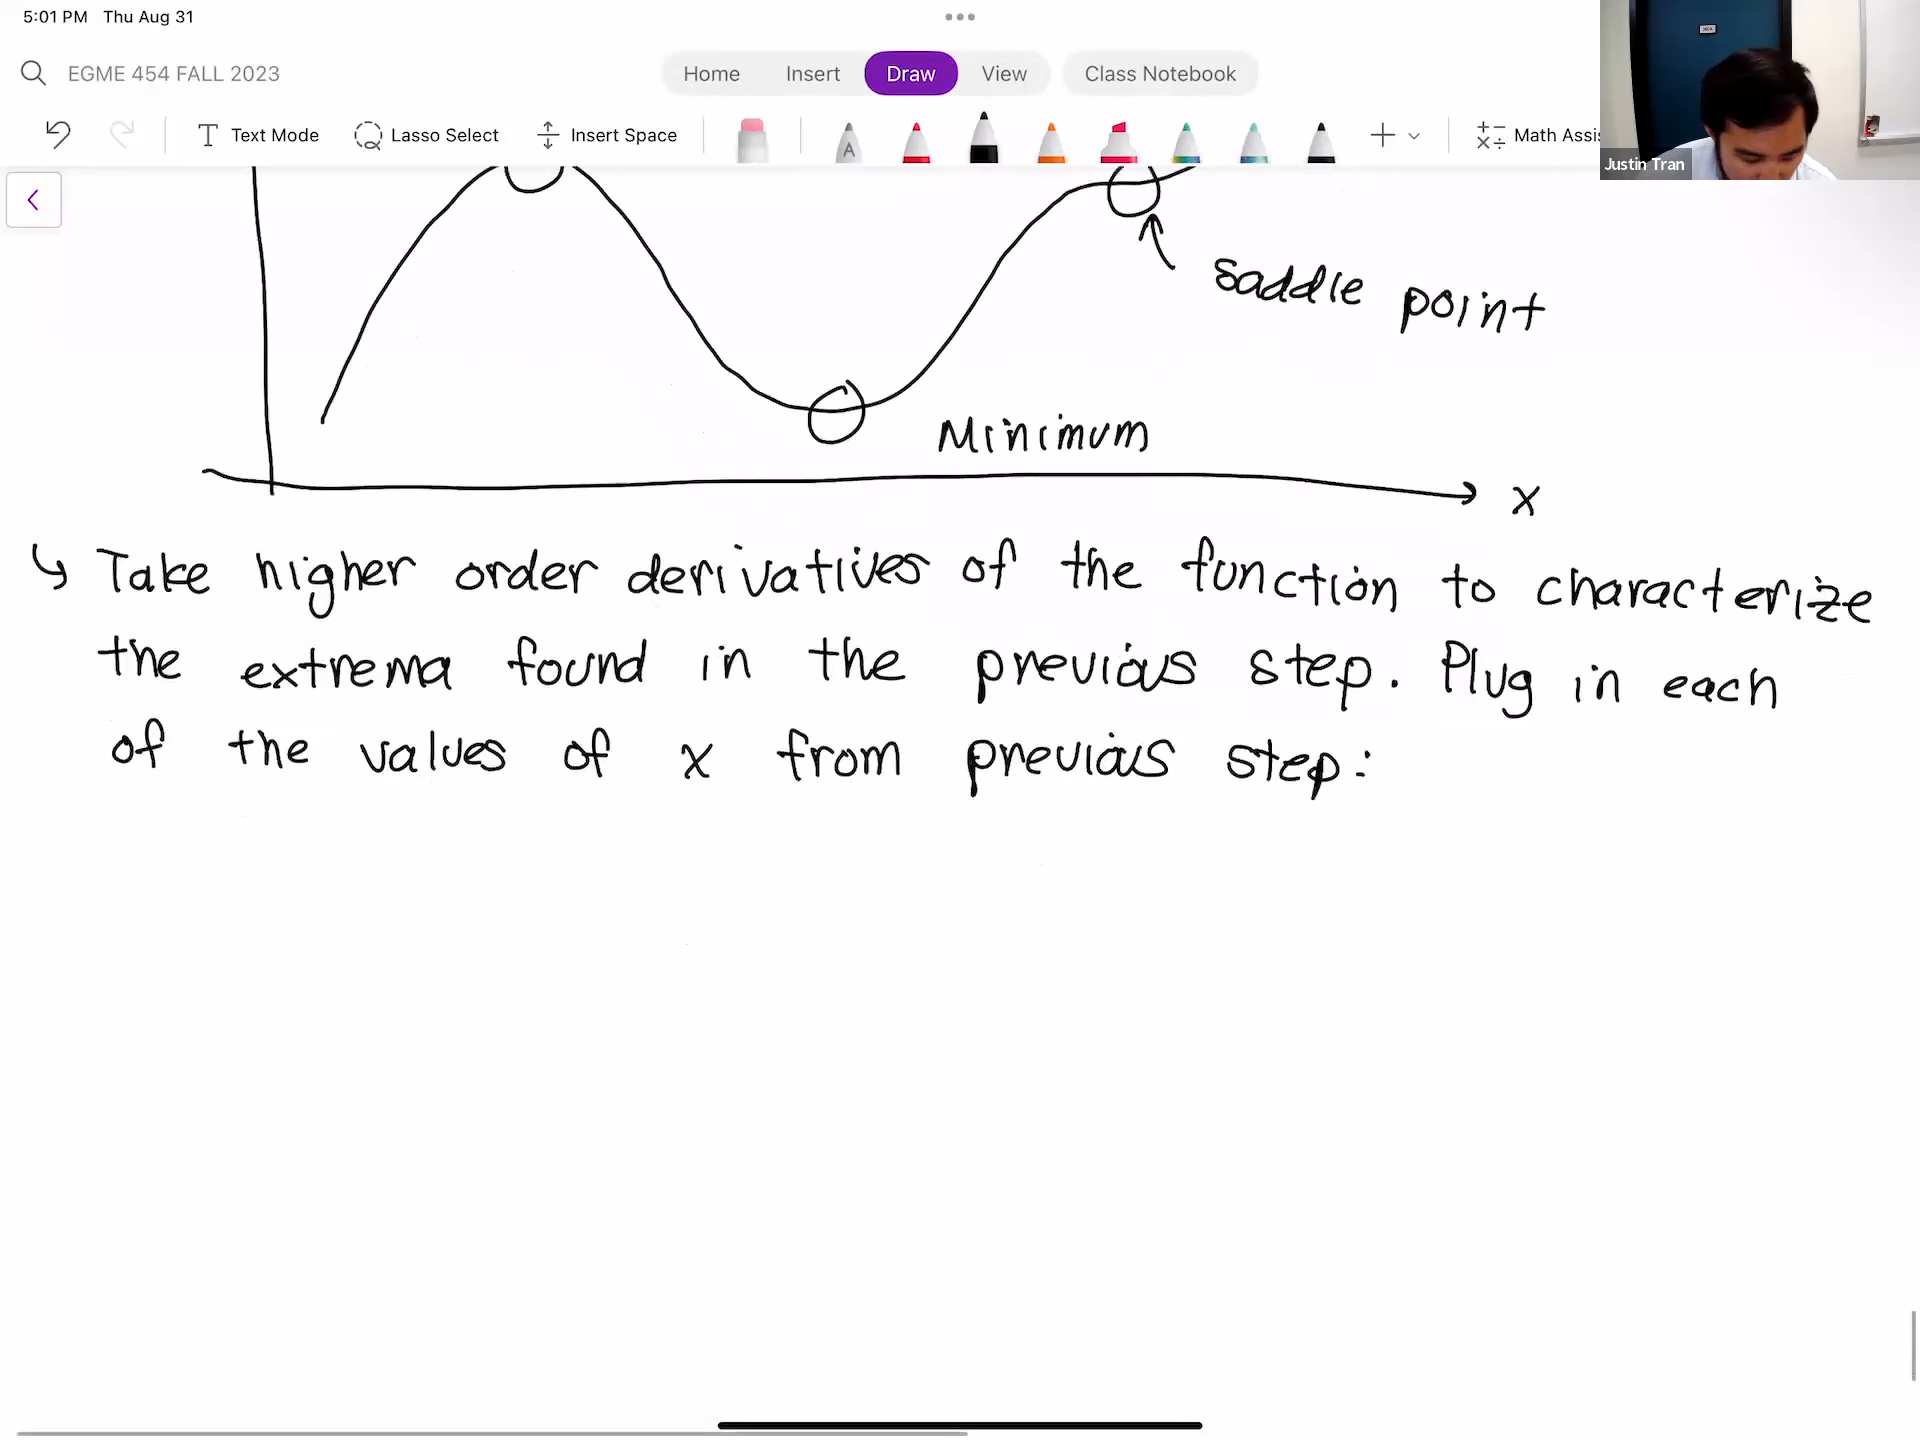 5:01 PM Thu Aug 31
EGME 454 FALL 2023
Home Insert Draw View Class Notebook
Text Mode Lasso Select Insert Space Math Assis
A
Justin Tran
saddle point
Minimum
x
↳ Take higher order derivatives of the function to characterize
the extrema found in the previous step. Plug in each
of the values of x from previous step: